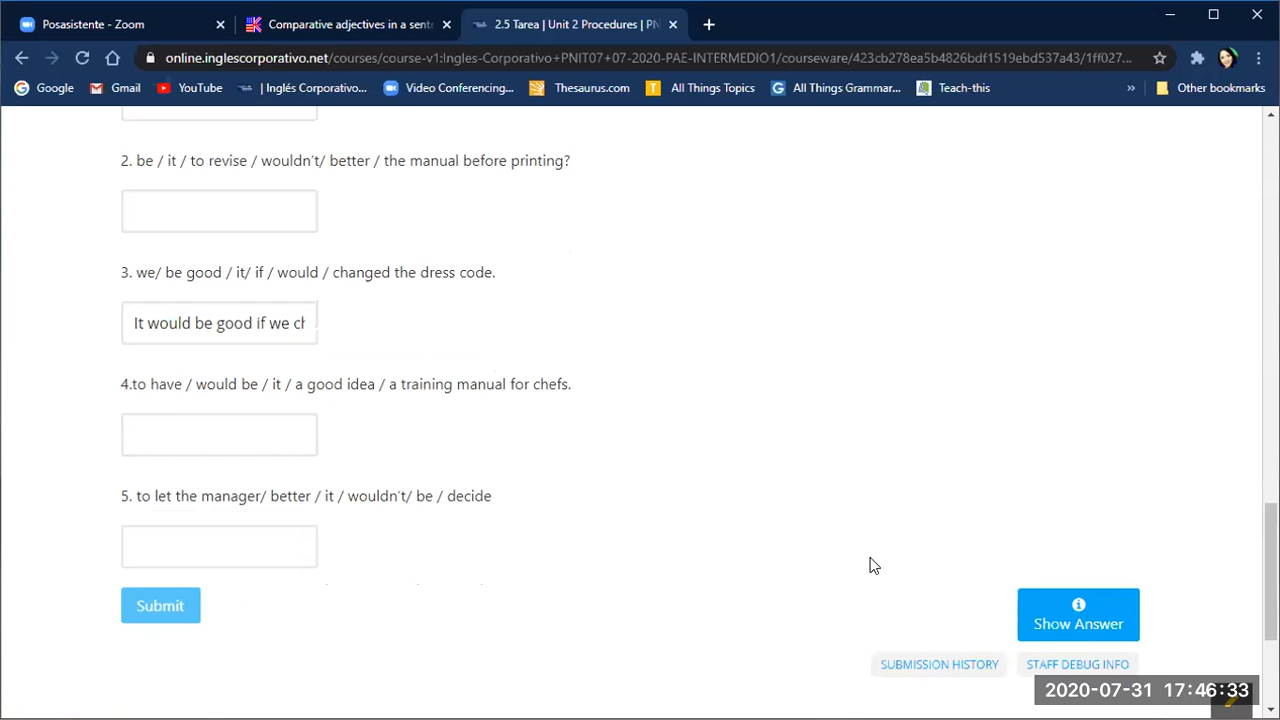 Posasistente - Zoom
Comparative adjectives in a sent
2.5 Tarea | Unit 2 Procedures | PN
online.inglescorporativo.net/courses/course-v1:Ingles-Corporativo+PNIT07+07-2020-PAE-INTERMEDIO1/courseware/423cb278ea5b4826bdf1519ebd537a43/1ff027...
Google
Gmail
YouTube
| Inglés Corporativo...
Video Conferencing,...
Thesaurus.com
All Things Topics
All Things Grammar...
Teach-this
»
Other bookmarks
2. be / it / to revise / wouldn't/ better / the manual before printing?
3. we/ be good / it/ if / would / changed the dress code.
It would be good if we ch
4.to have / would be / it / a good idea / a training manual for chefs.
5. to let the manager/ better / it / wouldn't/ be / decide
Submit
Show Answer
SUBMISSION HISTORY
STAFF DEBUG INFO
2020-07-31 17:46:33